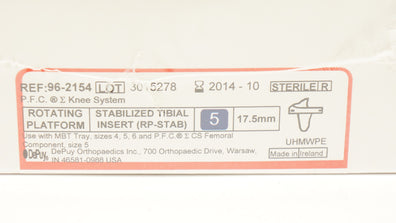 REF:96-2154 LOT 3015278 2014 - 10 STERILE R
P.F.C. ® Σ Knee System
ROTATING PLATFORM STABILIZED TIBIAL INSERT (RP-STAB) 5 17.5mm
UHMWPE
Use with MBT Tray, sizes 4, 5, 6 and P.F.C.® Σ CS Femoral
Component, size 5
DePuy DePuy Orthopaedics Inc., 700 Orthopaedic Drive, Warsaw,
IN 46581-0988 USA
Made in Ireland